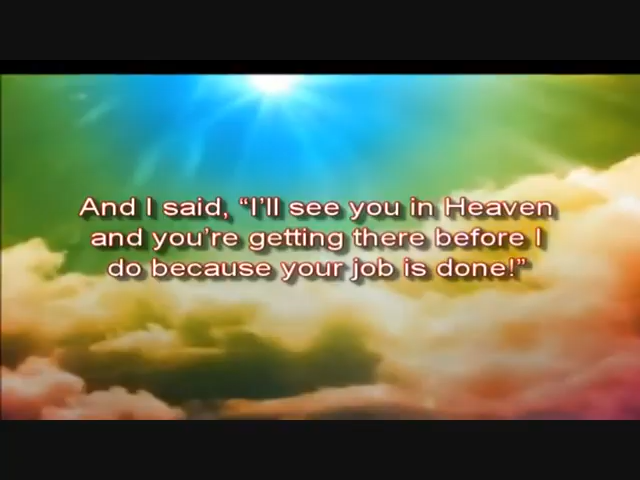 And I said, “I’ll see you in Heaven
and you’re getting there before I
do because your job is done!”